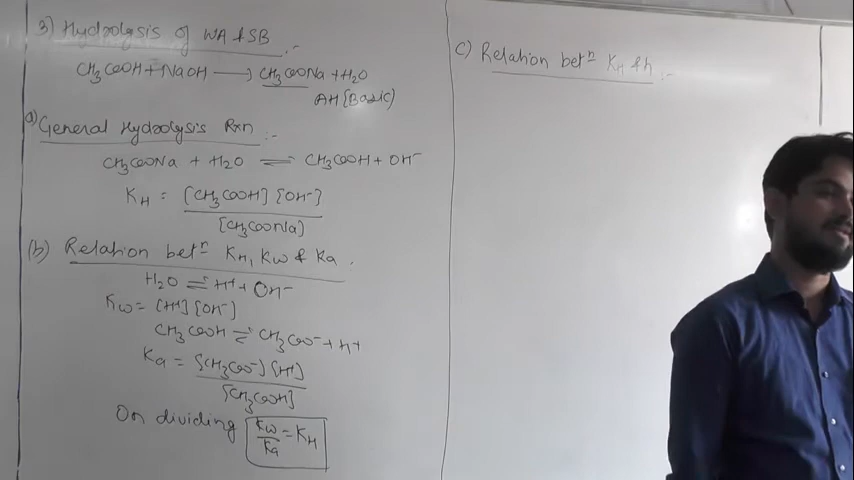 3) Hydrolysis of WA & SB :-
CH3COOH + NaOH ⟶ CH3COONa + H2O
AH [Basic]
a) General Hydrolysis Rxn :-
CH3COONa + H2O ⇌ CH3COOH + OH⁻
KH = [CH3COOH] [OH⁻]
[CH3COONa]
(b) Relation betⁿ KH, Kw & Ka.
H2O ⇌ H⁺ + OH⁻
Kw = [H⁺] [OH⁻]
CH3COOH ⇌ CH3COO⁻ + H⁺
Ka = [CH3COO⁻] [H⁺]
[CH3COOH]
On dividing Kw/Ka = KH
c) Relation betⁿ KH & h :-